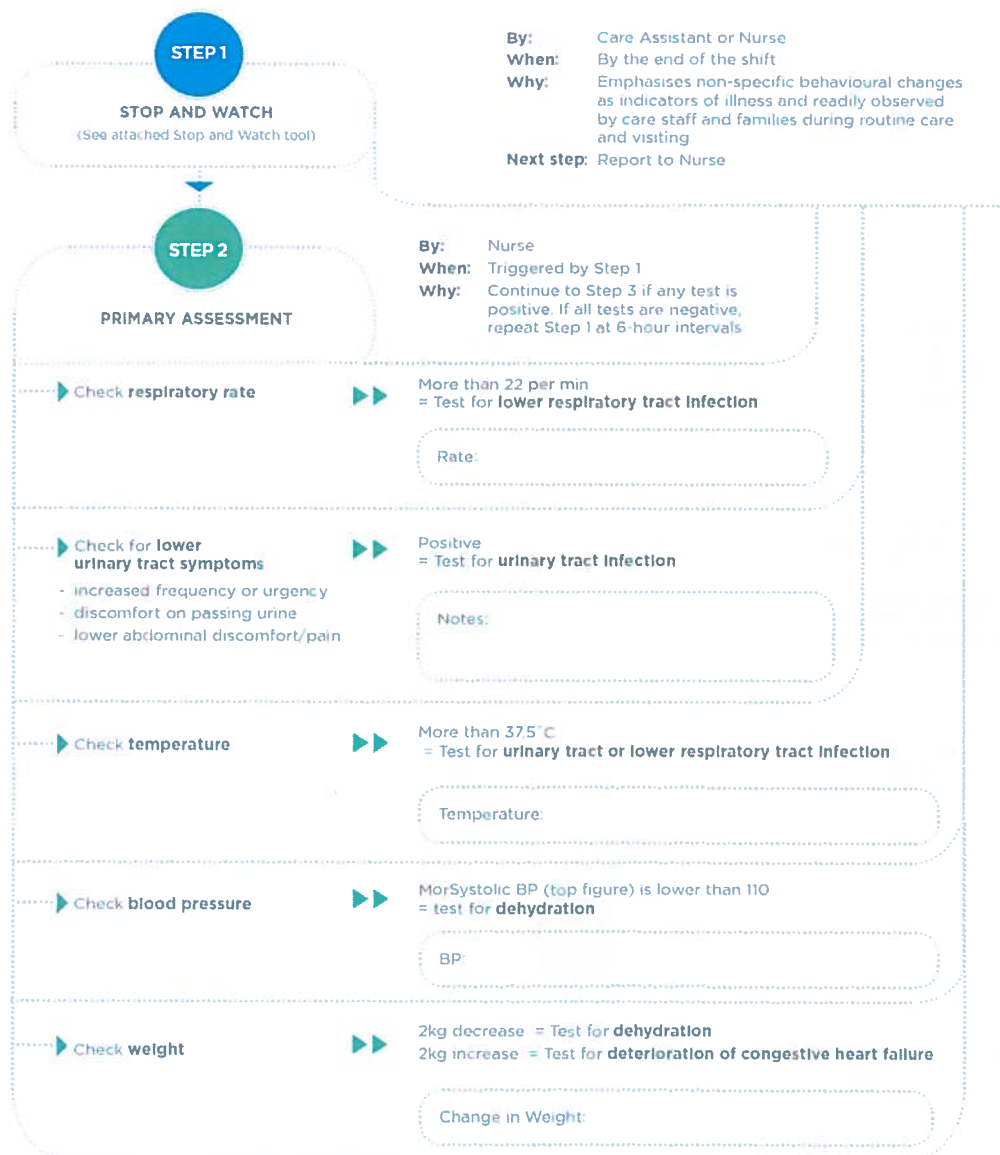 STEP 1
STOP AND WATCH
(See attached Stop and Watch tool)
By: Care Assistant or Nurse
When: By the end of the shift
Why: Emphasises non-specific behavioural changes
as indicators of illness and readily observed
by care staff and families during routine care
and visiting
Next step: Report to Nurse
STEP 2
PRIMARY ASSESSMENT
By: Nurse
When: Triggered by Step 1
Why: Continue to Step 3 if any test is
positive. If all tests are negative,
repeat Step 1 at 6-hour intervals
Check respiratory rate
More than 22 per min
= Test for lower respiratory tract infection
Rate:
Check for lower
urinary tract symptoms
- increased frequency or urgency
- discomfort on passing urine
- lower abdominal discomfort/pain
Positive
= Test for urinary tract infection
Notes:
Check temperature
More than 37.5°C
= Test for urinary tract or lower respiratory tract infection
Temperature:
Check blood pressure
MorSystolic BP (top figure) is lower than 110
= test for dehydration
BP:
Check weight
2kg decrease = Test for dehydration
2kg increase = Test for deterioration of congestive heart failure
Change in Weight: